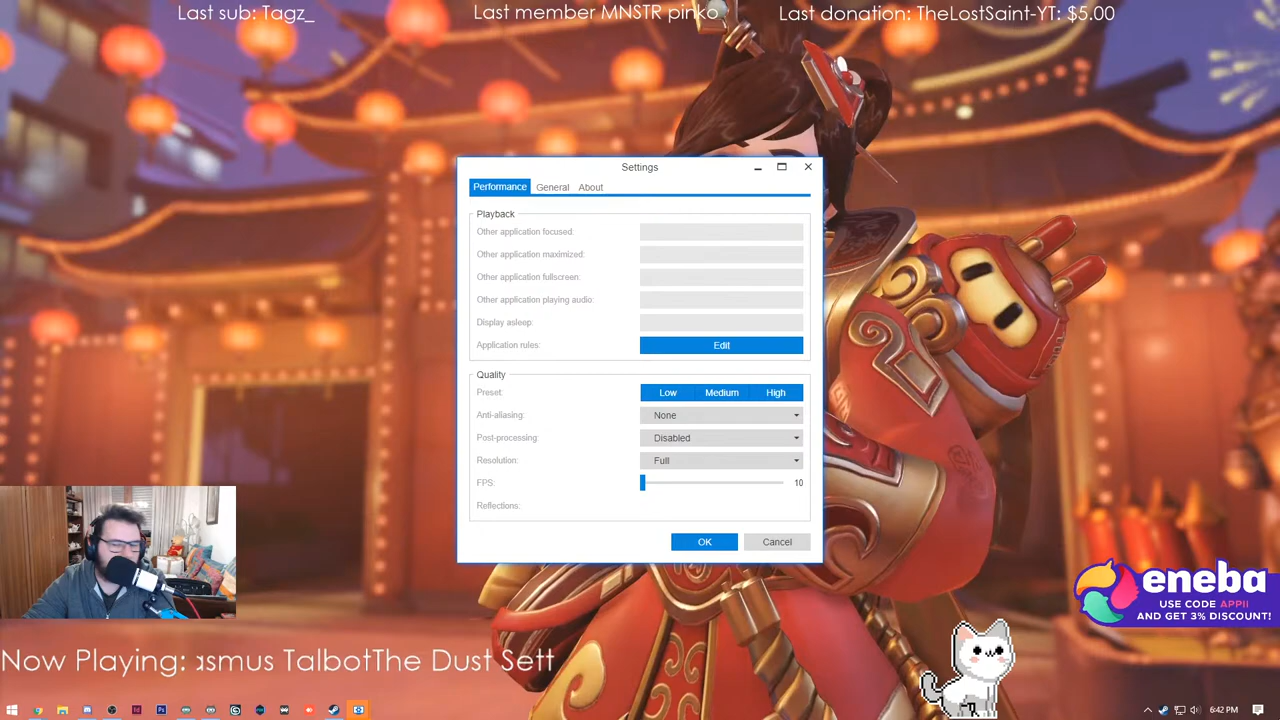 Last sub: Tagz_
Last member MNSTR pinko
Last donation: TheLostSaint-YT: $5.00
Settings
Performance
General
About
Playback
Other application focused:
Other application maximized:
Other application fullscreen:
Other application playing audio:
Display asleep:
Application rules:
Edit
Quality
Preset:
Low
Medium
High
Anti-aliasing:
None
Post-processing:
Disabled
Resolution:
Full
FPS:
10
Reflections:
OK
Cancel
eneba
USE CODE APPII
AND GET 3% DISCOUNT!
Now Playing: asmus TalbotThe Dust Sett
6:42 PM